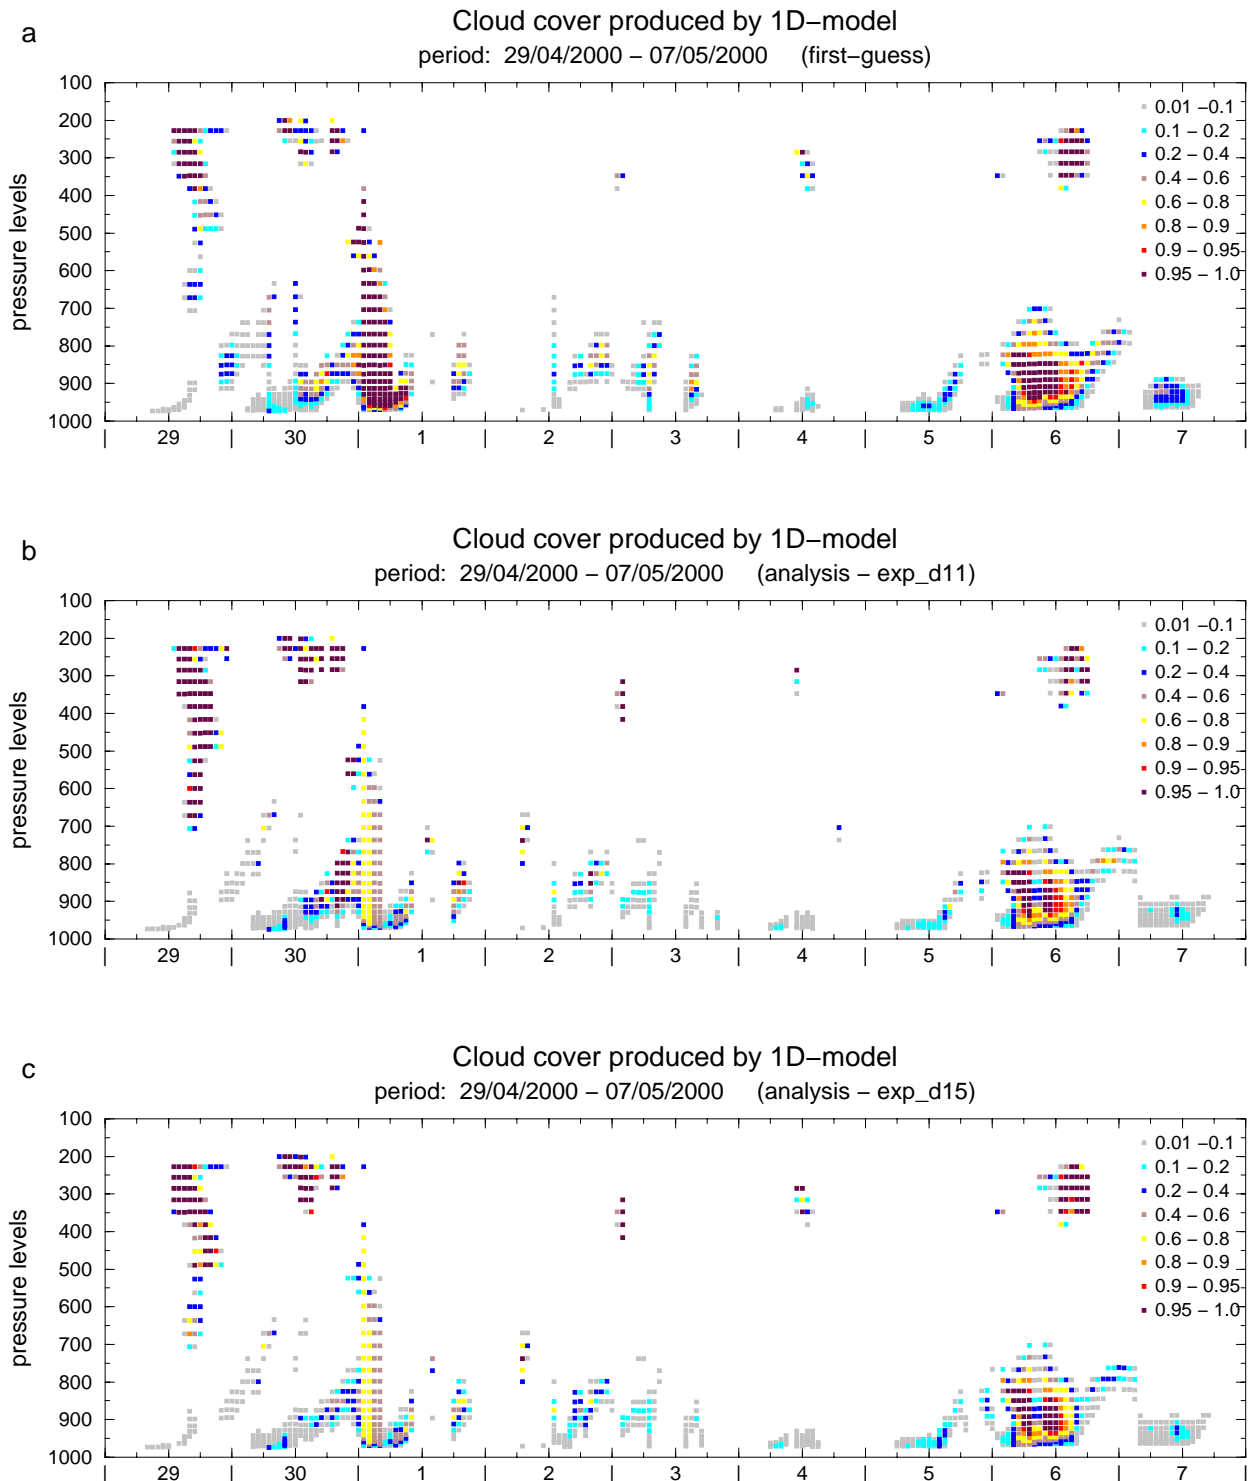 a
Cloud cover produced by 1D−model
period: 29/04/2000 − 07/05/2000 (first−guess)
pressure levels
100
200
300
400
500
600
700
800
900
1000
0.01 −0.1
0.1 − 0.2
0.2 − 0.4
0.4 − 0.6
0.6 − 0.8
0.8 − 0.9
0.9 − 0.95
0.95 − 1.0
29 30 1 2 3 4 5 6 7
b
Cloud cover produced by 1D−model
period: 29/04/2000 − 07/05/2000 (analysis − exp_d11)
pressure levels
100
200
300
400
500
600
700
800
900
1000
0.01 −0.1
0.1 − 0.2
0.2 − 0.4
0.4 − 0.6
0.6 − 0.8
0.8 − 0.9
0.9 − 0.95
0.95 − 1.0
29 30 1 2 3 4 5 6 7
c
Cloud cover produced by 1D−model
period: 29/04/2000 − 07/05/2000 (analysis − exp_d15)
pressure levels
100
200
300
400
500
600
700
800
900
1000
0.01 −0.1
0.1 − 0.2
0.2 − 0.4
0.4 − 0.6
0.6 − 0.8
0.8 − 0.9
0.9 − 0.95
0.95 − 1.0
29 30 1 2 3 4 5 6 7